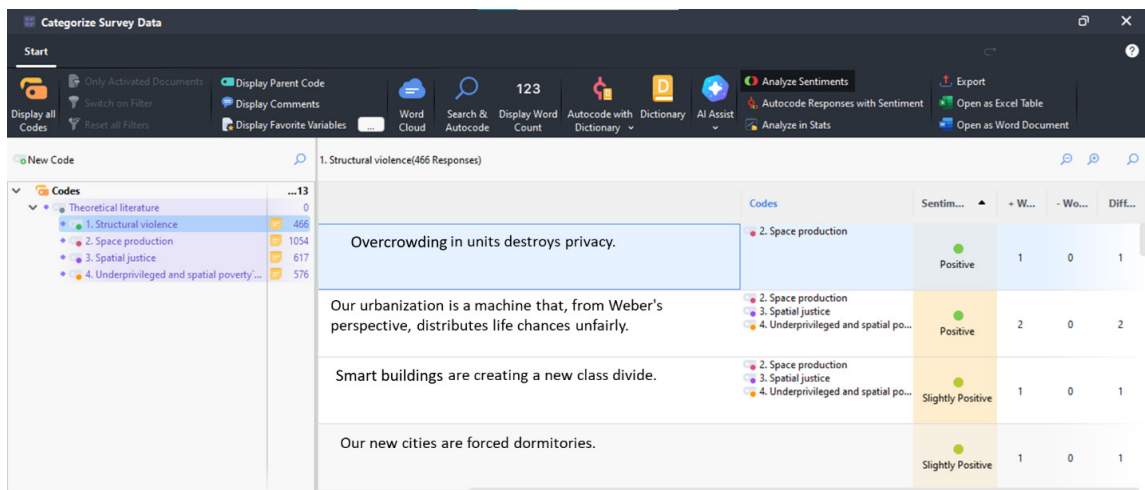 Categorize Survey Data
Start
Display all Codes
Only Activated Documents
Switch on Filter
Reset all Filters
Display Parent Code
Display Comments
Display Favorite Variables ...
Word Cloud
Search & Autocode
123
Display Word Count
Autocode with Dictionary
Dictionary
AI Assist
Analyze Sentiments
Autocode Responses with Sentiment
Analyze in Stats
Export
Open as Excel Table
Open as Word Document
New Code
1. Structural violence(466 Responses)
Codes ...13
Theoretical literature 0
1. Structural violence 466
2. Space production 1054
3. Spatial justice 617
4. Underprivileged and spatial poverty'... 576
Codes Sentim... + W... - Wo... Diff...
Overcrowding in units destroys privacy.
2. Space production
Positive 1 0 1
Our urbanization is a machine that, from Weber's
perspective, distributes life chances unfairly.
2. Space production
3. Spatial justice
4. Underprivileged and spatial po...
Positive 2 0 2
Smart buildings are creating a new class divide.
2. Space production
3. Spatial justice
4. Underprivileged and spatial po...
Slightly Positive 1 0 1
Our new cities are forced dormitories.
Slightly Positive 1 0 1